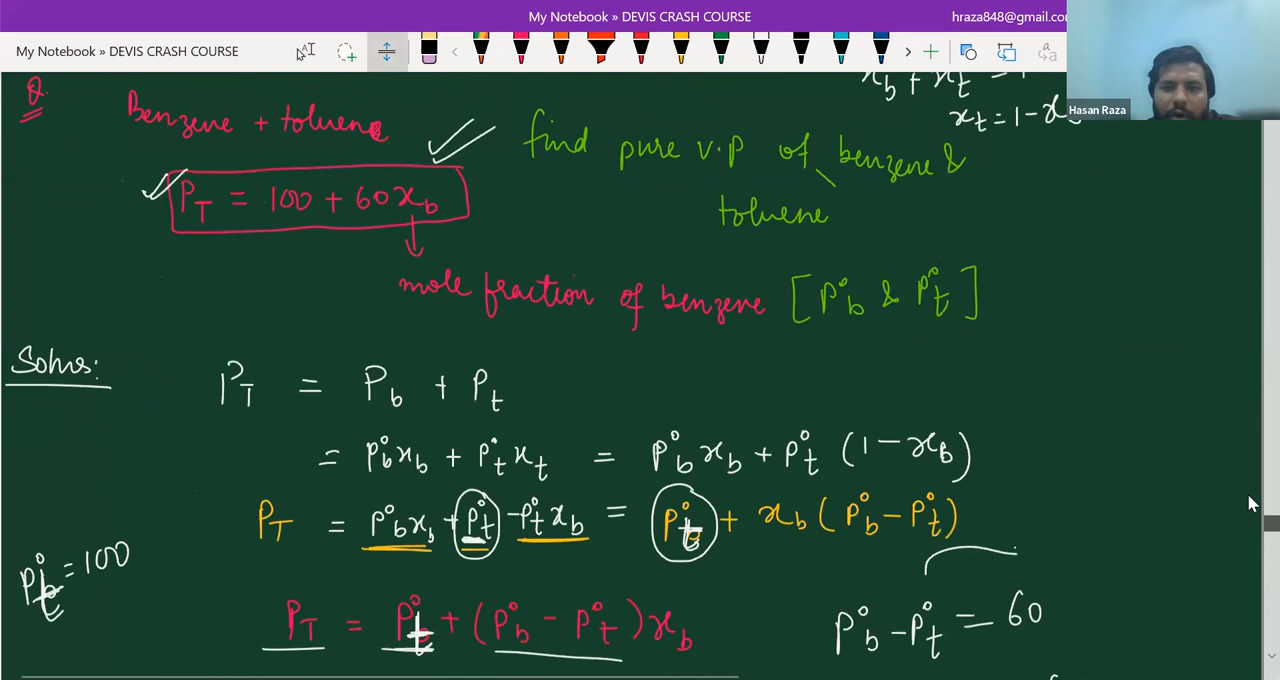 My Notebook » DEVIS CRASH COURSE
hraza848@gmail.co
My Notebook » DEVIS CRASH COURSE
Hasan Raza
Q.
x_b + x_t = 1
x_t = 1 - x
Benzene + toluene
find pure v.p of benzene &
toluene
P_T = 100 + 60x_b
mole fraction of benzene [P°_b & P°_t]
Solns:
P_T = P_b + P_t
= P°_b x_b + P°_t x_t = P°_b x_b + P°_t (1 - x_b)
P_T = P°_b x_b + P°_t - P°_t x_b = P°_t + x_b (P°_b - P°_t)
P°_t = 100
P_T = P°_t + (P°_b - P°_t) x_b
P°_b - P°_t = 60